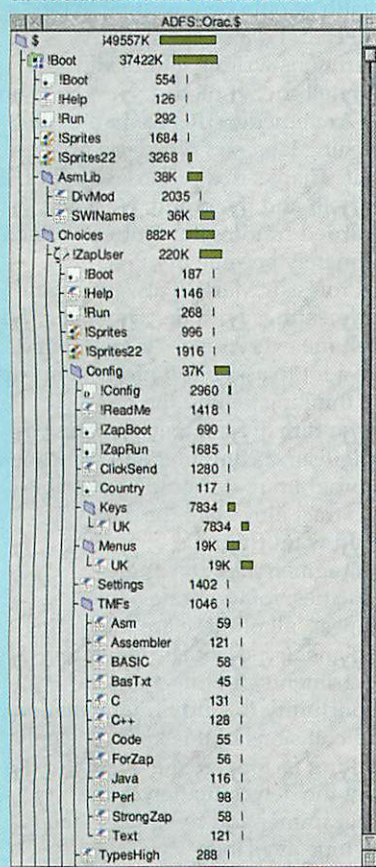 ADFS::Orac.$
$ 349557K
!Boot 37422K
!Boot 554
!Help 126
!Run 292
!Sprites 1684
!Sprites22 3268
AsmLib 38K
DivMod 2035
SWINames 36K
Choices 882K
!ZapUser 220K
!Boot 187
!Help 1146
!Run 268
!Sprites 996
!Sprites22 1916
Config 37K
!Config 2960
!ReadMe 1418
!ZapBoot 690
!ZapRun 1685
ClickSend 1280
Country 117
Keys 7834
UK 7834
Menus 19K
UK 19K
Settings 1402
TMFs 1046
Asm 59
Assembler 121
BASIC 58
BasTxt 45
C 131
C++ 128
Code 55
ForZap 56
Java 116
Perl 98
StrongZap 58
Text 121
TypesHigh 288